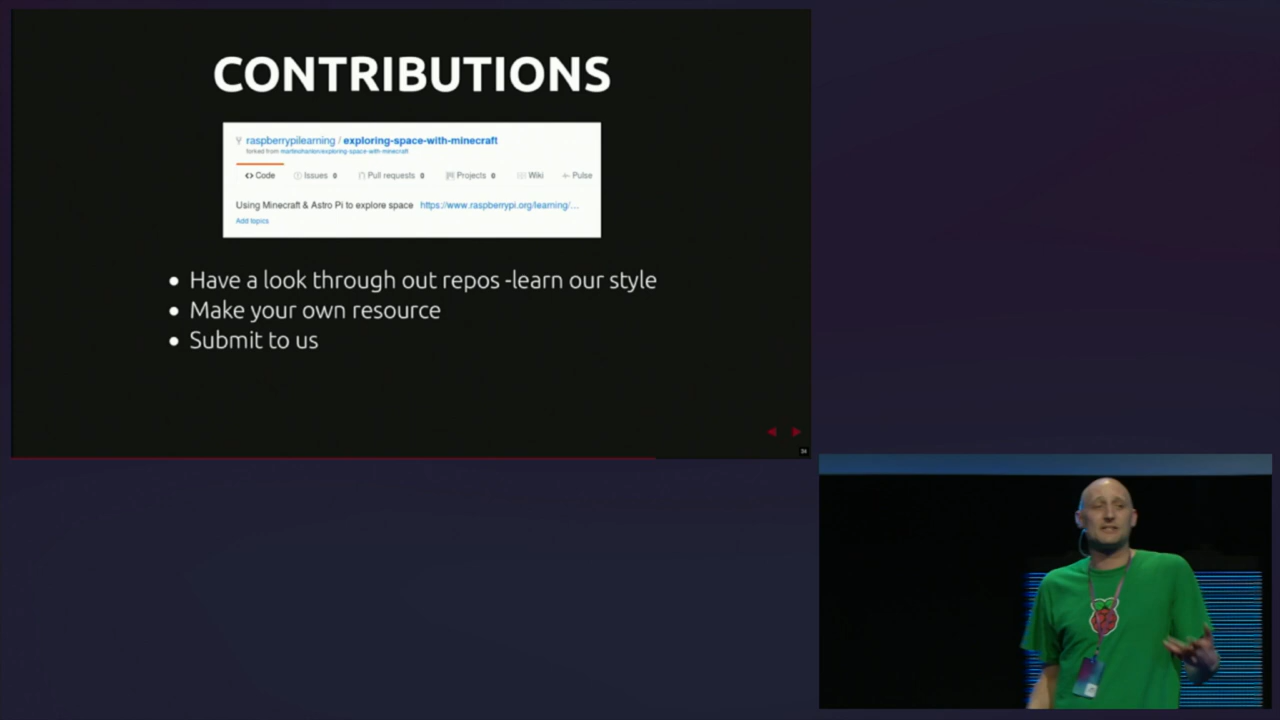 CONTRIBUTIONS
raspberrypilearning / exploring-space-with-minecraft
forked from martinohanlon/exploring-space-with-minecraft
Code Issues 0 Pull requests 0 Projects 0 Wiki Pulse
Using Minecraft & Astro Pi to explore space https://www.raspberrypi.org/learning/…
Add topics
• Have a look through out repos -learn our style
• Make your own resource
• Submit to us